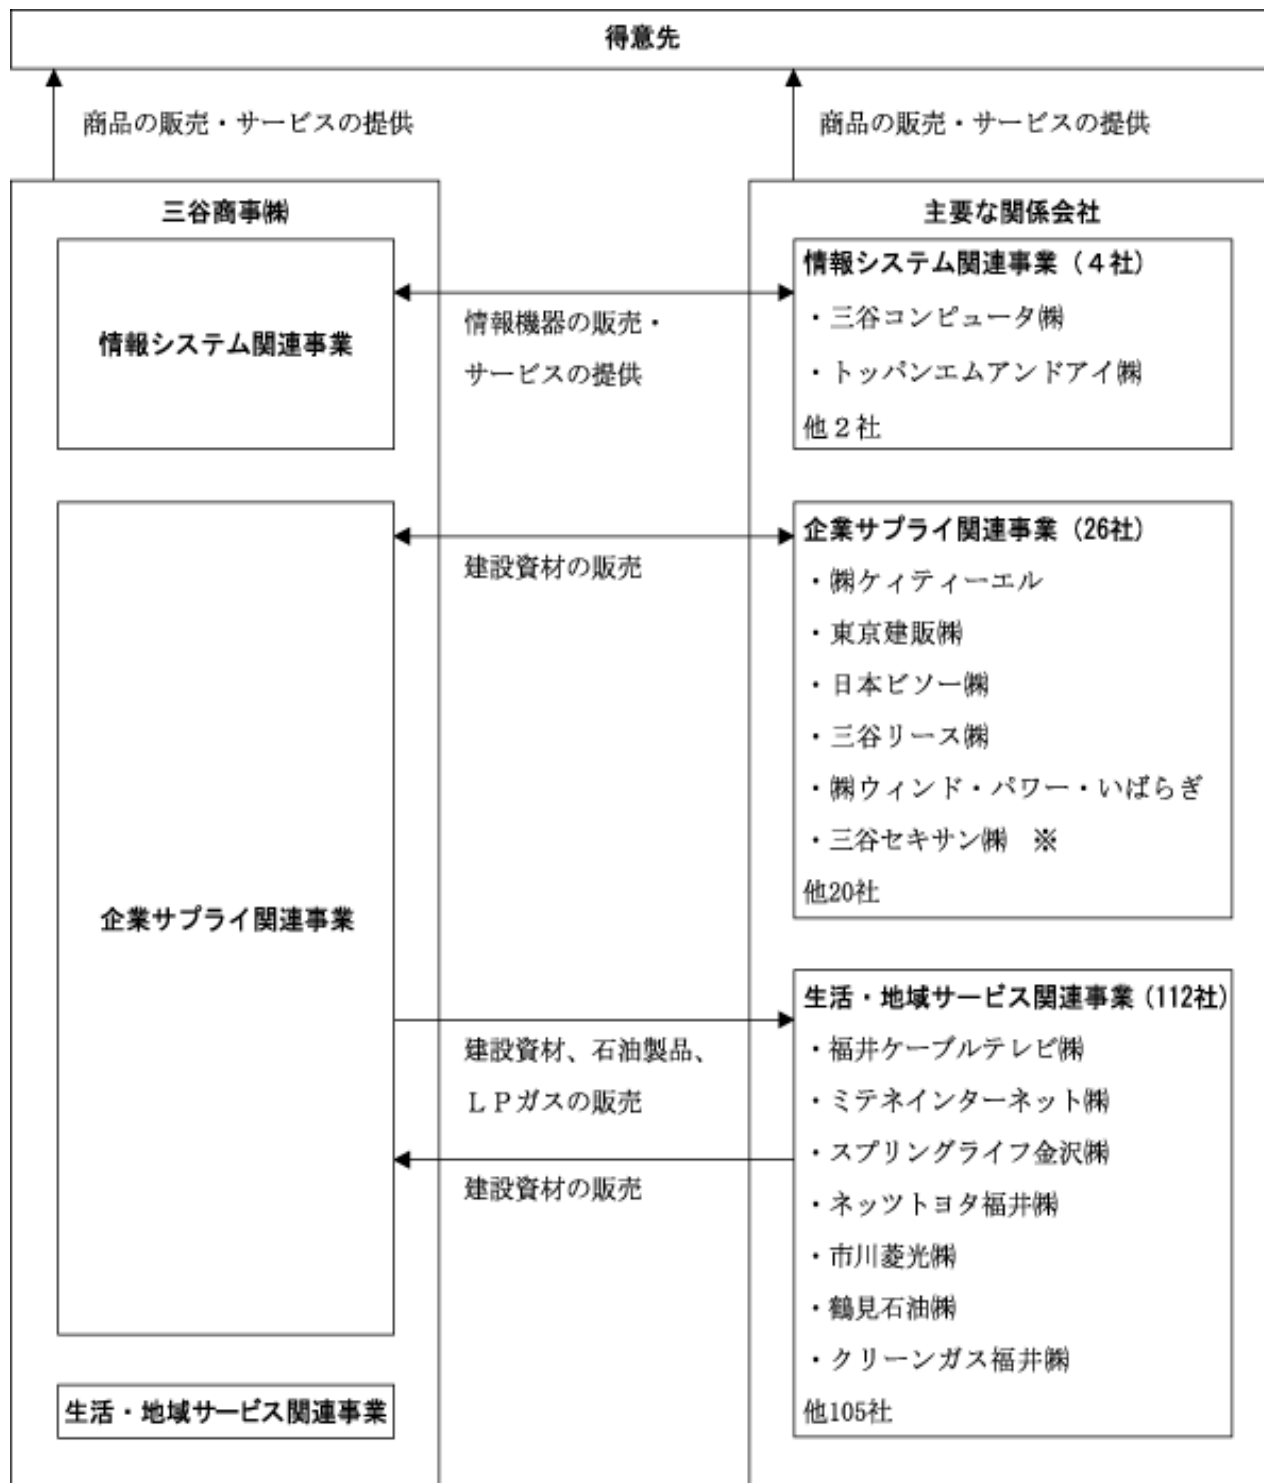 得意先
商品の販売・サービスの提供
商品の販売・サービスの提供
三谷商事㈱
情報システム関連事業
企業サプライ関連事業
生活・地域サービス関連事業
情報機器の販売・
サービスの提供
建設資材の販売
建設資材、石油製品、
ＬＰガスの販売
建設資材の販売
主要な関係会社
情報システム関連事業（４社）
・三谷コンピュータ㈱
・トッパンエムアンドアイ㈱
他２社
企業サプライ関連事業（26社）
・㈱ケィティーエル
・東京建販㈱
・日本ビソー㈱
・三谷リース㈱
・㈱ウィンド・パワー・いばらぎ
・三谷セキサン㈱　※
他20社
生活・地域サービス関連事業（112社）
・福井ケーブルテレビ㈱
・ミテネインターネット㈱
・スプリングライフ金沢㈱
・ネッツトヨタ福井㈱
・市川菱光㈱
・鶴見石油㈱
・クリーンガス福井㈱
他105社